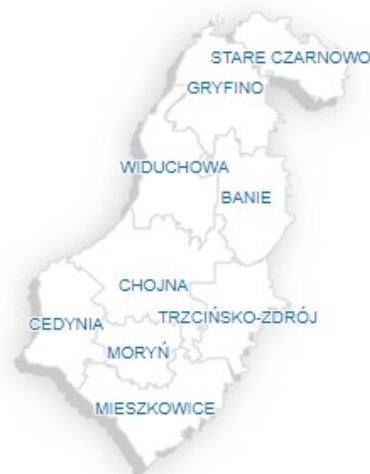 STARE CZARNOWO
GRYFINO
WIDUCHOWA
BANIE
CHOJNA
CEDYNIA
TRZCIŃSKO-ZDRÓJ
MORYŃ
MIESZKOWICE